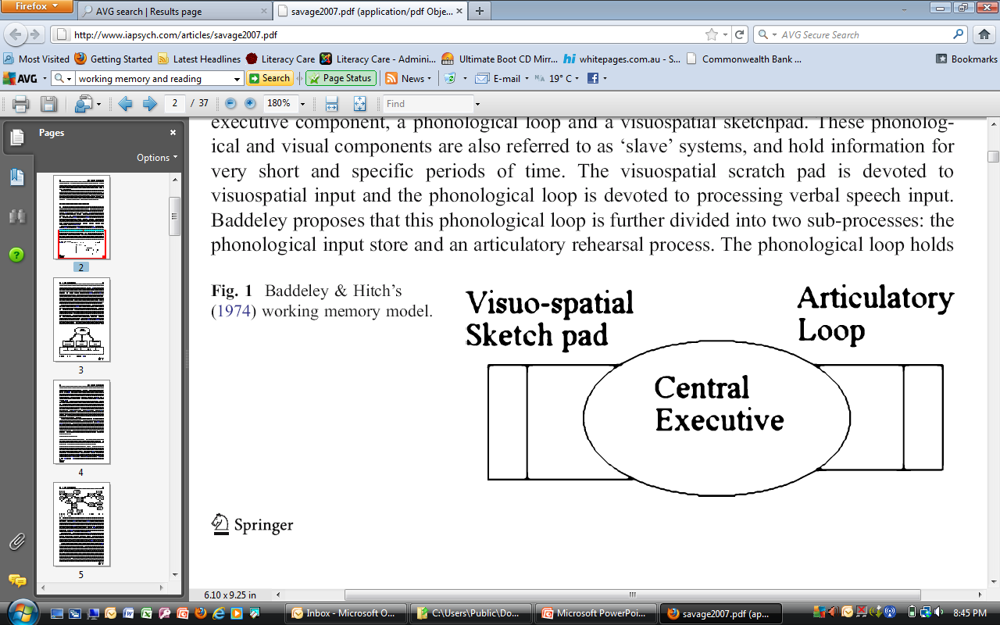 Firefox
AVG search | Results page
savage2007.pdf (application/pdf Obje...
http://www.iapsych.com/articles/savage2007.pdf
AVG Secure Search
Most Visited Getting Started Latest Headlines Literacy Care Literacy Care - Admini... Ultimate Boot CD Mirr... hi whitepages.com.au - S... Commonwealth Bank ... Bookmarks
AVG working memory and reading Search Page Status News E-mail 19° C
2 / 37 180% Find
Pages
Options
2
3
4
5
executive component, a phonological loop and a visuospatial sketchpad. These phonolog-
ical and visual components are also referred to as ‘slave’ systems, and hold information for
very short and specific periods of time. The visuospatial scratch pad is devoted to
visuospatial input and the phonological loop is devoted to processing verbal speech input.
Baddeley proposes that this phonological loop is further divided into two sub-processes: the
phonological input store and an articulatory rehearsal process. The phonological loop holds
Fig. 1 Baddeley & Hitch’s
(1974) working memory model.
Visuo-spatial
Sketch pad
Articulatory
Loop
Central
Executive
Springer
6.10 x 9.25 in
Inbox - Microsoft O...
C:\Users\Public\Do...
Microsoft PowerPoi...
savage2007.pdf (ap...
8:45 PM